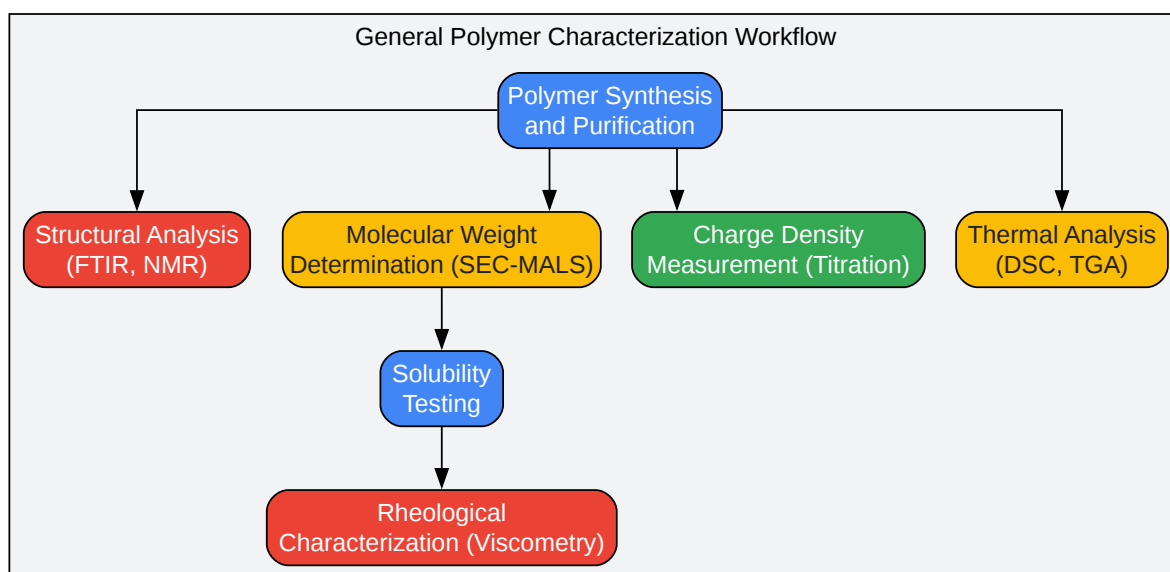 General Polymer Characterization Workflow
Polymer Synthesis
and Purification
Structural Analysis
(FTIR, NMR)
Molecular Weight
Determination (SEC-MALS)
Charge Density
Measurement (Titration)
Thermal Analysis
(DSC, TGA)
Solubility
Testing
Rheological
Characterization (Viscometry)